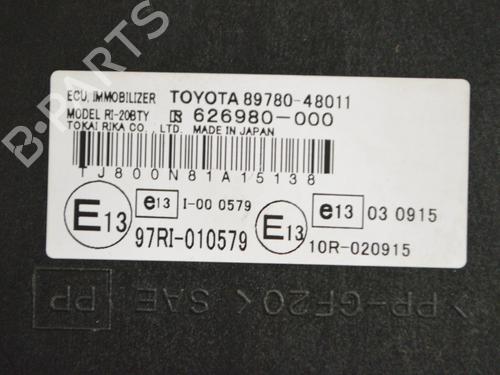 ECU, IMMOBILIZER TOYOTA 89780-48011
MODEL RI-20BTY 626980-000
TOKAI RIKA CO., LTD. MADE IN JAPAN
TJ800N81A15138
e13 I-00 0579 e13 03 0915
E13 97RI-010579 E13 10R-020915
PP SAE >PP-GF20<
B-PARTS